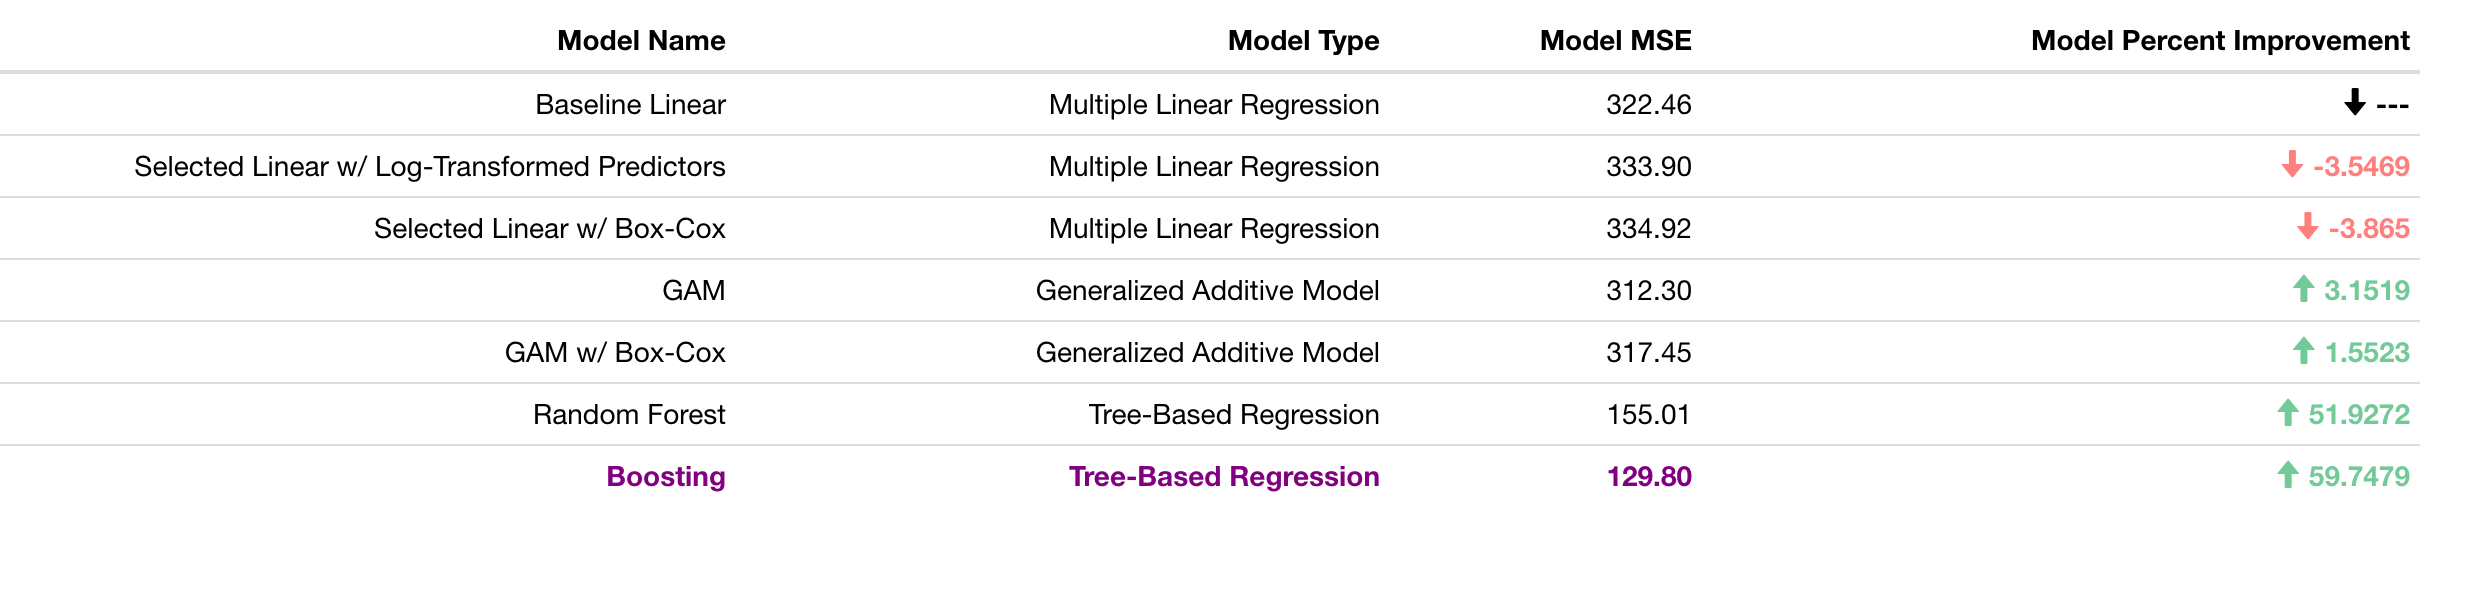 Model Name Model Type Model MSE Model Percent Improvement
Baseline Linear Multiple Linear Regression 322.46 ---
Selected Linear w/ Log-Transformed Predictors Multiple Linear Regression 333.90 -3.5469
Selected Linear w/ Box-Cox Multiple Linear Regression 334.92 -3.865
GAM Generalized Additive Model 312.30 3.1519
GAM w/ Box-Cox Generalized Additive Model 317.45 1.5523
Random Forest Tree-Based Regression 155.01 51.9272
Boosting Tree-Based Regression 129.80 59.7479